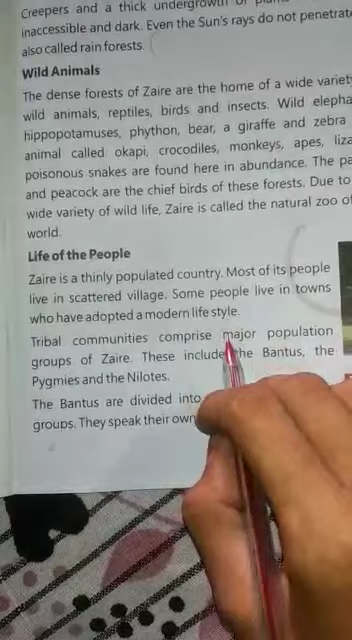 Creepers and a thick undergrowth of
inaccessible and dark. Even the Sun's rays do not penetrat
also called rain forests.
Wild Animals
The dense forests of Zaire are the home of a wide variet
wild animals, reptiles, birds and insects. Wild elepha
hippopotamuses, phython, bear, a giraffe and zebra
animal called okapi, crocodiles, monkeys, apes, liza
poisonous snakes are found here in abundance. The pa
and peacock are the chief birds of these forests. Due to
wide variety of wild life, Zaire is called the natural zoo of
world.
Life of the People
Zaire is a thinly populated country. Most of its people
live in scattered village. Some people live in towns
who have adopted a modern life style.
Tribal communities comprise major population
groups of Zaire. These include the Bantus, the
Pygmies and the Nilotes.
The Bantus are divided into
groups. They speak their own